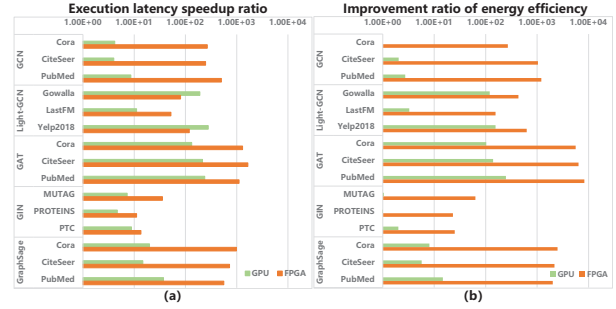 Execution latency speedup ratio
1.00E+00 1.00E+01 1.00E+02 1.00E+03 1.00E+04
GCN
Cora
CiteSeer
PubMed
Light-GCN
Gowalla
LastFM
Yelp2018
GAT
Cora
CiteSeer
PubMed
GIN
MUTAG
PROTEINS
PTC
GraphSage
Cora
CiteSeer
PubMed
GPU FPGA
(a)
Improvement ratio of energy efficiency
1.00E+00 1.00E+01 1.00E+02 1.00E+03 1.00E+04
GCN
Cora
CiteSeer
PubMed
Light-GCN
Gowalla
LastFM
Yelp2018
GAT
Cora
CiteSeer
PubMed
GIN
MUTAG
PROTEINS
PTC
GraphSage
Cora
CiteSeer
PubMed
GPU FPGA
(b)